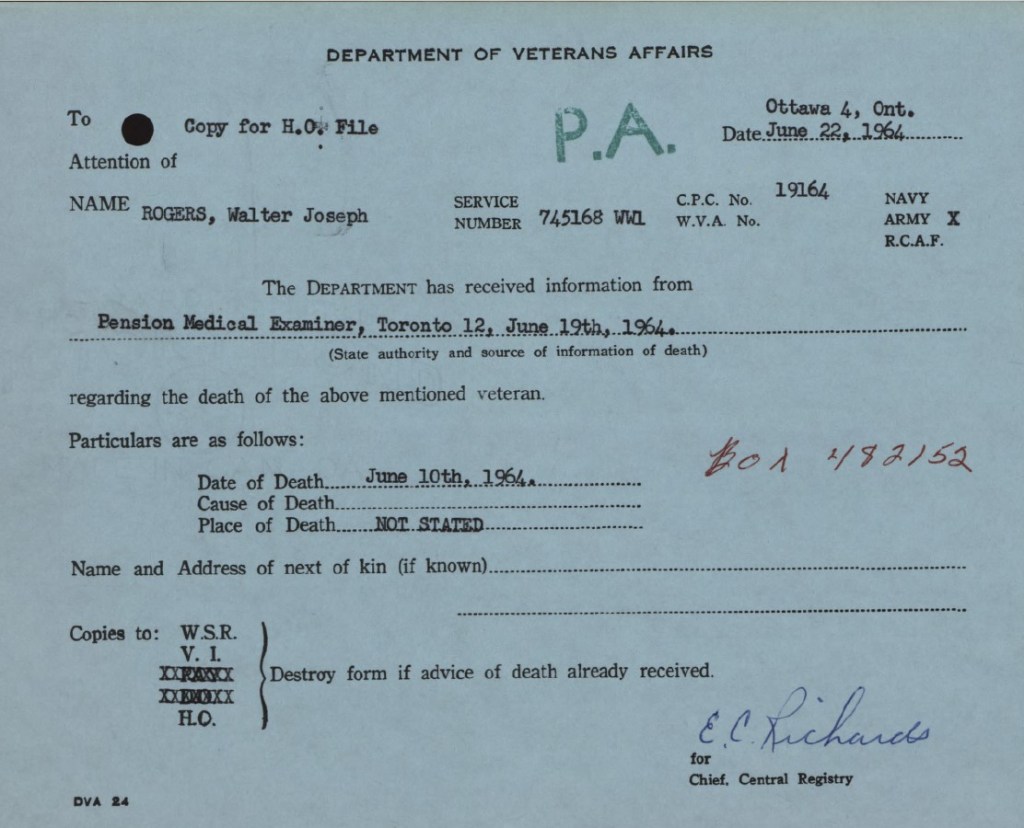 DEPARTMENT OF VETERANS AFFAIRS
Ottawa 4, Ont.
To Copy for H.O. File
P.A.
Date June 22, 1964
Attention of
NAME ROGERS, Walter Joseph
SERVICE NUMBER 745168 WW1
C.P.C. No. 19164
W.V.A. No.
NAVY
ARMY X
R.C.A.F.
The DEPARTMENT has received information from
Pension Medical Examiner, Toronto 12, June 19th, 1964.
(State authority and source of information of death)
regarding the death of the above mentioned veteran.
Particulars are as follows:
Box 482152
Date of Death June 10th, 1964.
Cause of Death
Place of Death NOT STATED
Name and Address of next of kin (if known)
Copies to: W.S.R.
V. I.
H.O.
Destroy form if advice of death already received.
E.C. Richards
for
Chief, Central Registry
DVA 24